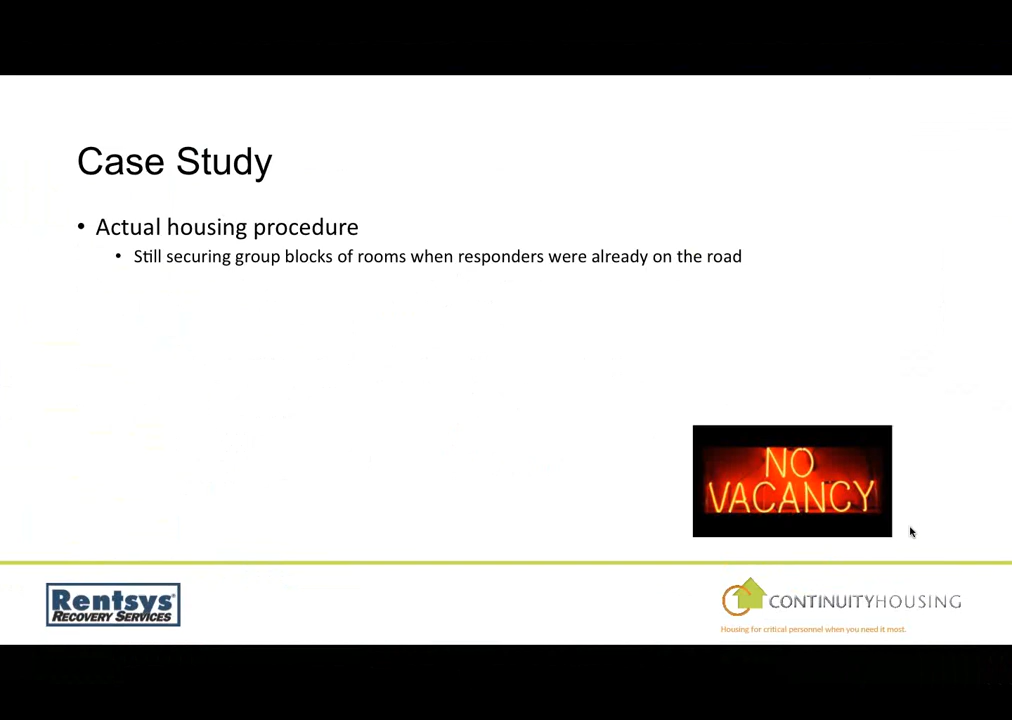 Case Study
• Actual housing procedure
• Still securing group blocks of rooms when responders were already on the road
NO
VACANCY
Rentsys®
RECOVERY SERVICES
CONTINUITYHOUSING
Housing for critical personnel when you need it most.